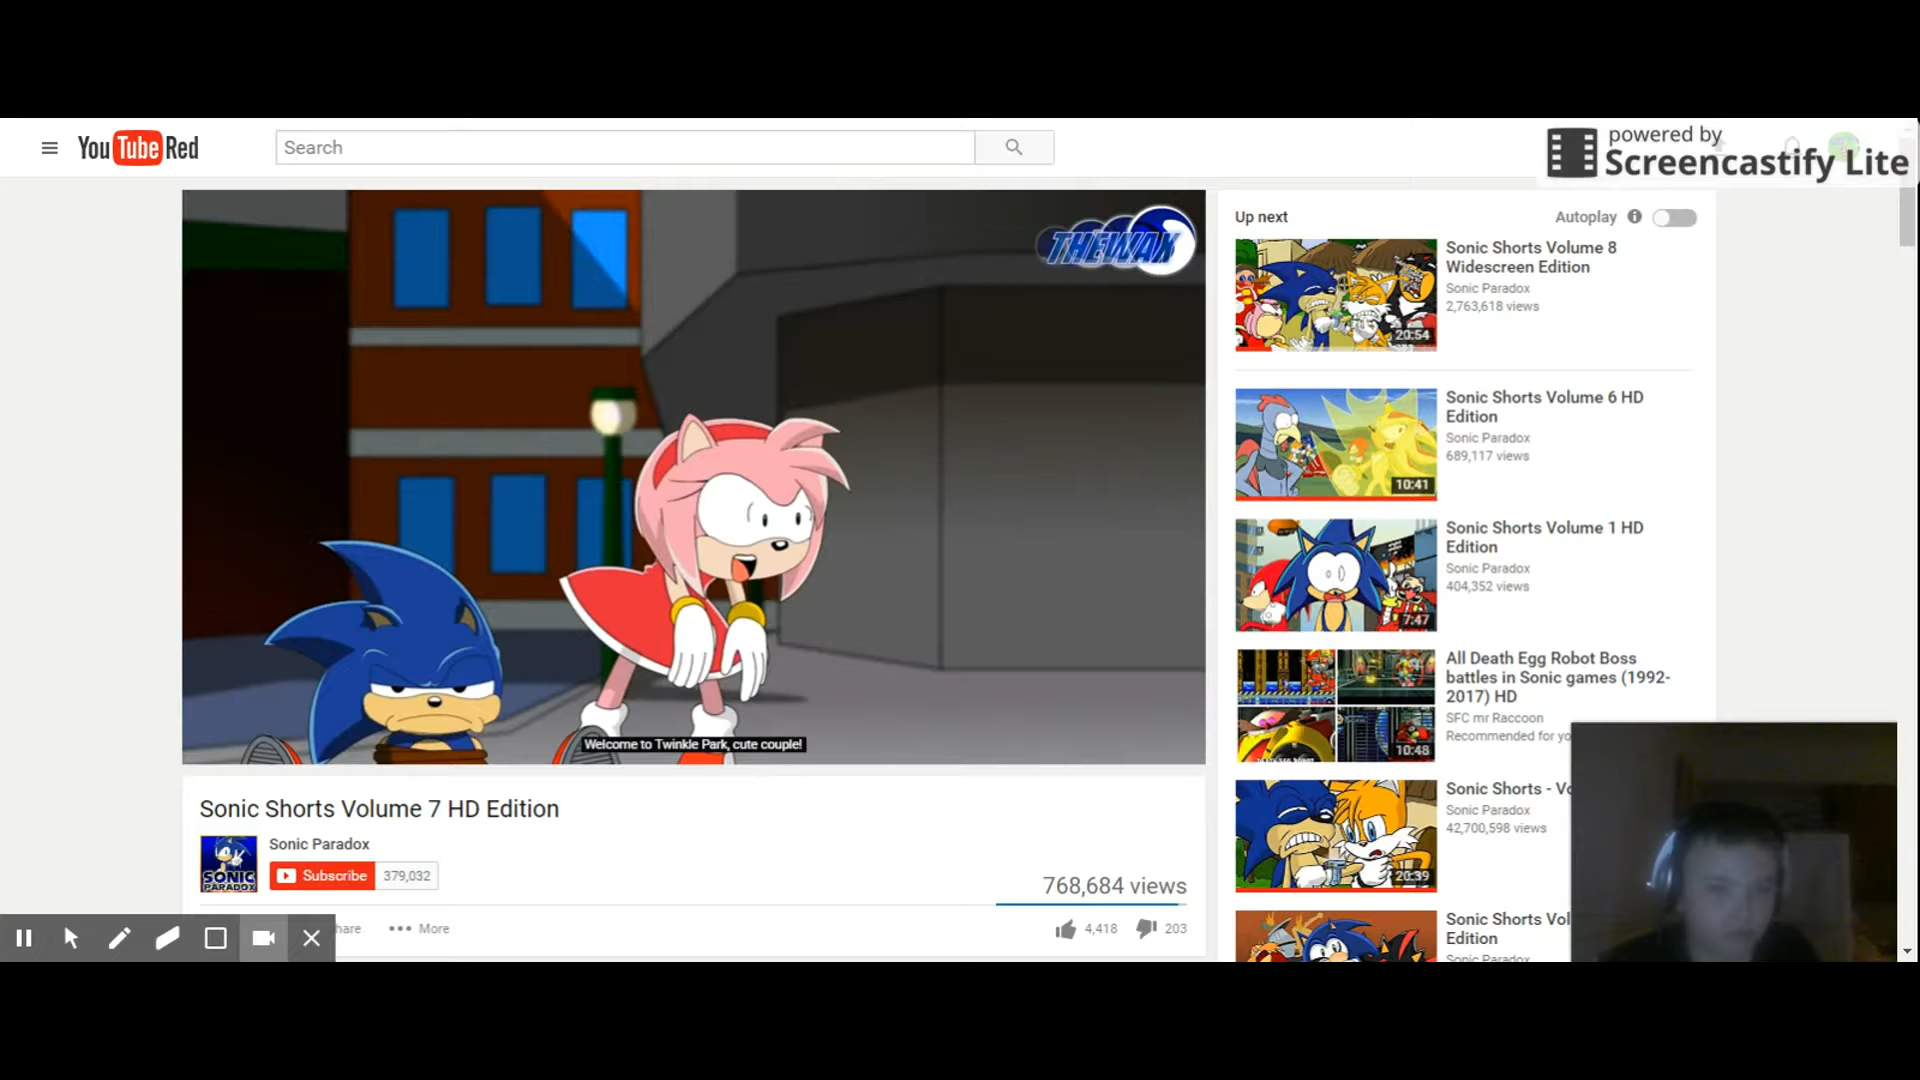 YouTube Red
Search
powered by
Screencastify Lite
THEWAX
Welcome to Twinkle Park, cute couple!
Sonic Shorts Volume 7 HD Edition
SONIC
PARADOX
Sonic Paradox
Subscribe 379,032
768,684 views
hare
More
4,418
203
Up next
Autoplay
20:54
Sonic Shorts Volume 8
Widescreen Edition
Sonic Paradox
2,763,618 views
10:41
Sonic Shorts Volume 6 HD
Edition
Sonic Paradox
689,117 views
7:47
Sonic Shorts Volume 1 HD
Edition
Sonic Paradox
404,352 views
10:48
All Death Egg Robot Boss
battles in Sonic games (1992-
2017) HD
SFC mr Raccoon
Recommended for yo
20:39
Sonic Shorts - Vo
Sonic Paradox
42,700,598 views
Sonic Shorts Vol
Edition
Sonic Paradox